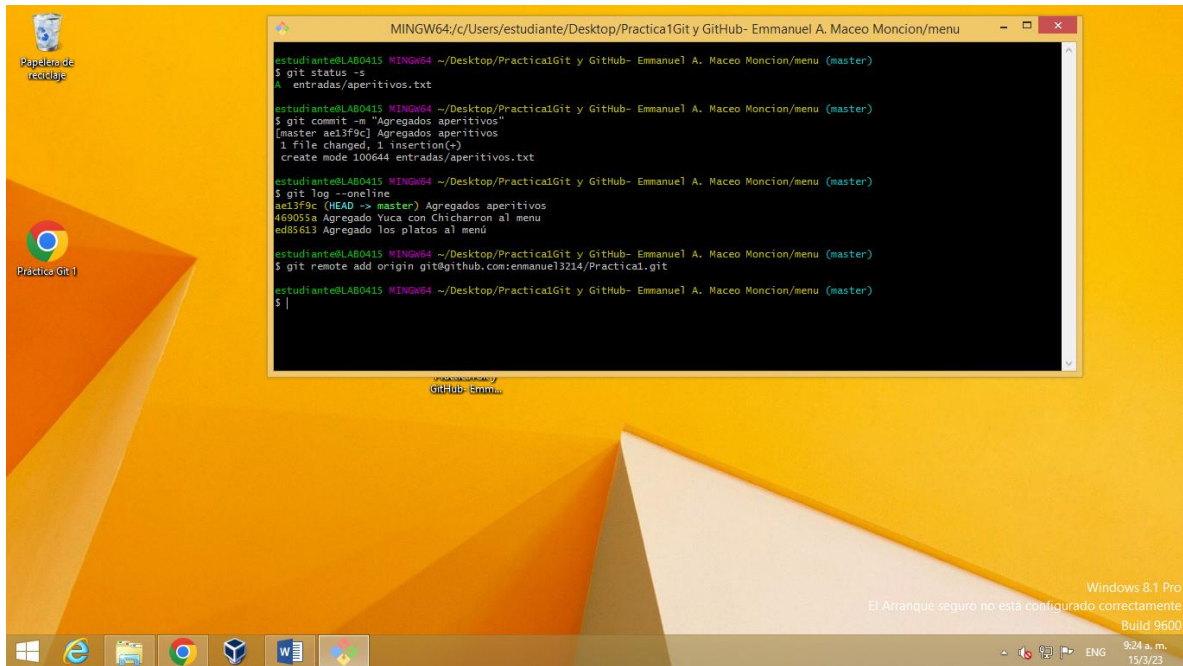 Papelera de
reciclaje
Práctica Git 1
MINGW64:/c/Users/estudiante/Desktop/Practica1Git y GitHub- Emmanuel A. Maceo Moncion/menu
estudiante@LAB0415 MINGW64 ~/Desktop/Practica1Git y GitHub- Emmanuel A. Maceo Moncion/menu (master)
$ git status -s
A  entradas/aperitivos.txt
estudiante@LAB0415 MINGW64 ~/Desktop/Practica1Git y GitHub- Emmanuel A. Maceo Moncion/menu (master)
$ git commit -m "Agregados aperitivos"
[master ae13f9c] Agregados aperitivos
 1 file changed, 1 insertion(+)
 create mode 100644 entradas/aperitivos.txt
estudiante@LAB0415 MINGW64 ~/Desktop/Practica1Git y GitHub- Emmanuel A. Maceo Moncion/menu (master)
$ git log --oneline
ae13f9c (HEAD -> master) Agregados aperitivos
469055a Agregado Yuca con Chicharron al menu
ed85613 Agregado los platos al menú
estudiante@LAB0415 MINGW64 ~/Desktop/Practica1Git y GitHub- Emmanuel A. Maceo Moncion/menu (master)
$ git remote add origin git@github.com:enmanuel3214/Practica1.git
estudiante@LAB0415 MINGW64 ~/Desktop/Practica1Git y GitHub- Emmanuel A. Maceo Moncion/menu (master)
$
GitHub- Emm...
Windows 8.1 Pro
El Arranque seguro no está configurado correctamente
Build 9600
ENG
9:24 a. m.
15/3/23